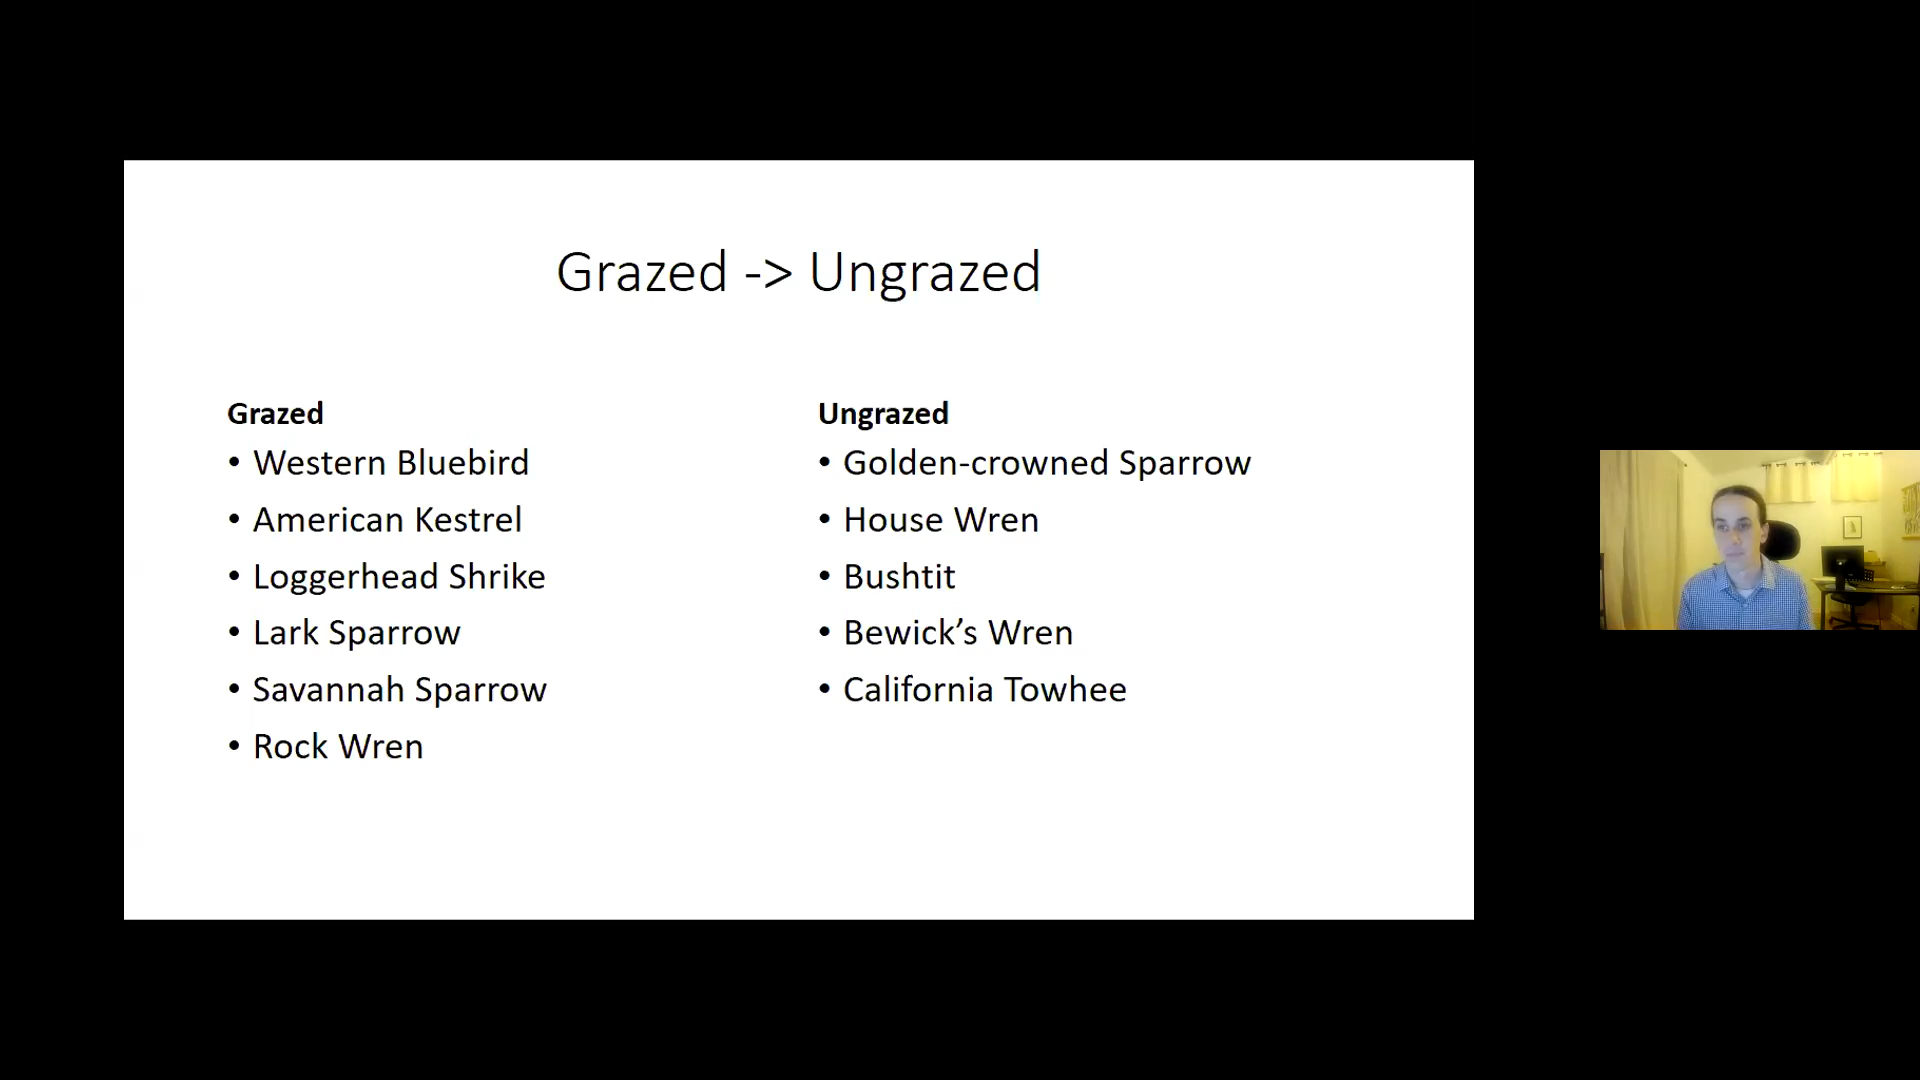 Grazed -> Ungrazed
Grazed
• Western Bluebird
• American Kestrel
• Loggerhead Shrike
• Lark Sparrow
• Savannah Sparrow
• Rock Wren
Ungrazed
• Golden-crowned Sparrow
• House Wren
• Bushtit
• Bewick’s Wren
• California Towhee